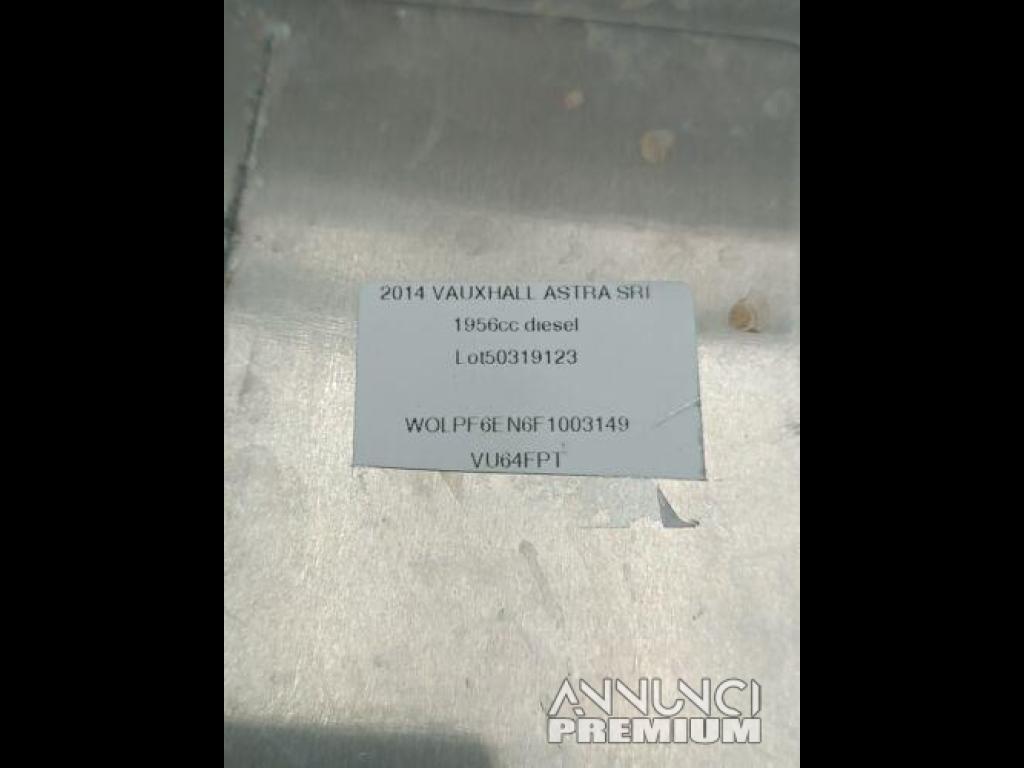 2014 VAUXHALL ASTRA SRI
1956cc diesel
Lot50319123
WOLPF6EN6F1003149
VU64FPT
ANNUNCI
PREMIUM